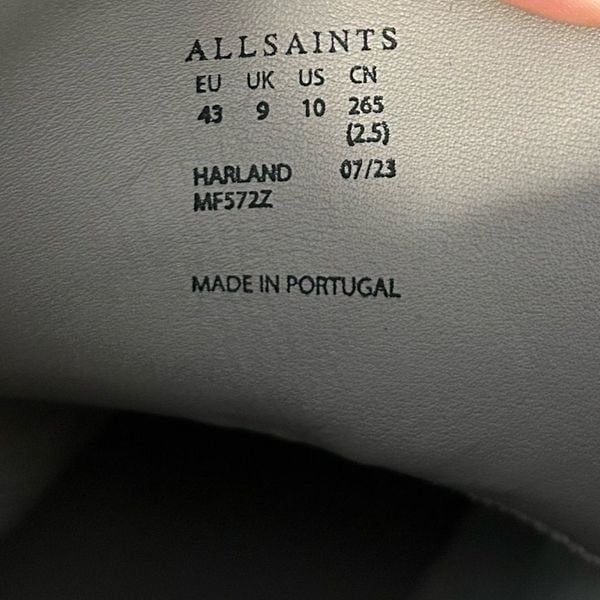 ALLSAINTS
EU UK US CN
43 9 10 265
(2.5)
HARLAND 07/23
MF572Z
MADE IN PORTUGAL